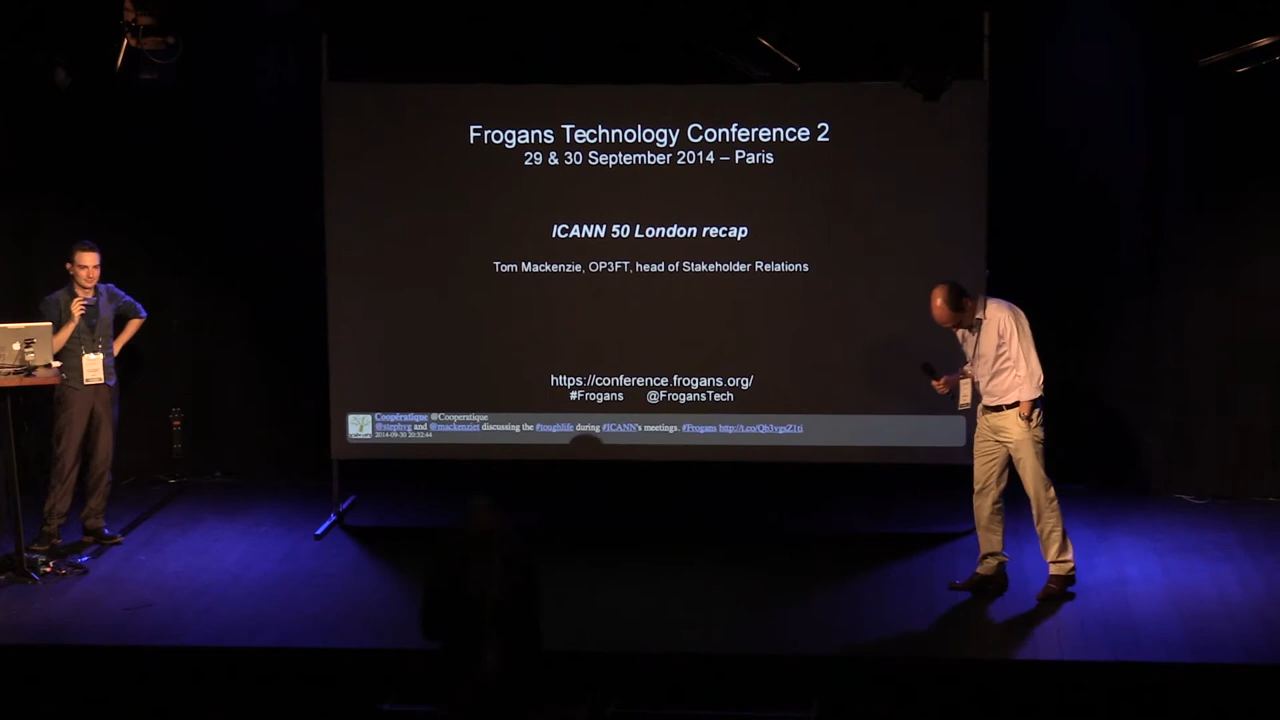 Frogans Technology Conference 2
29 & 30 September 2014 – Paris
ICANN 50 London recap
Tom Mackenzie, OP3FT, head of Stakeholder Relations
https://conference.frogans.org/
#Frogans @FrogansTech
Coopératique @Cooperatique
@stephvg and @mackenziet discussing the #toughlife during #ICANN's meetings. #Frogans http://t.co/Qb3vgsZ1ti
2014-09-30 20:32:44